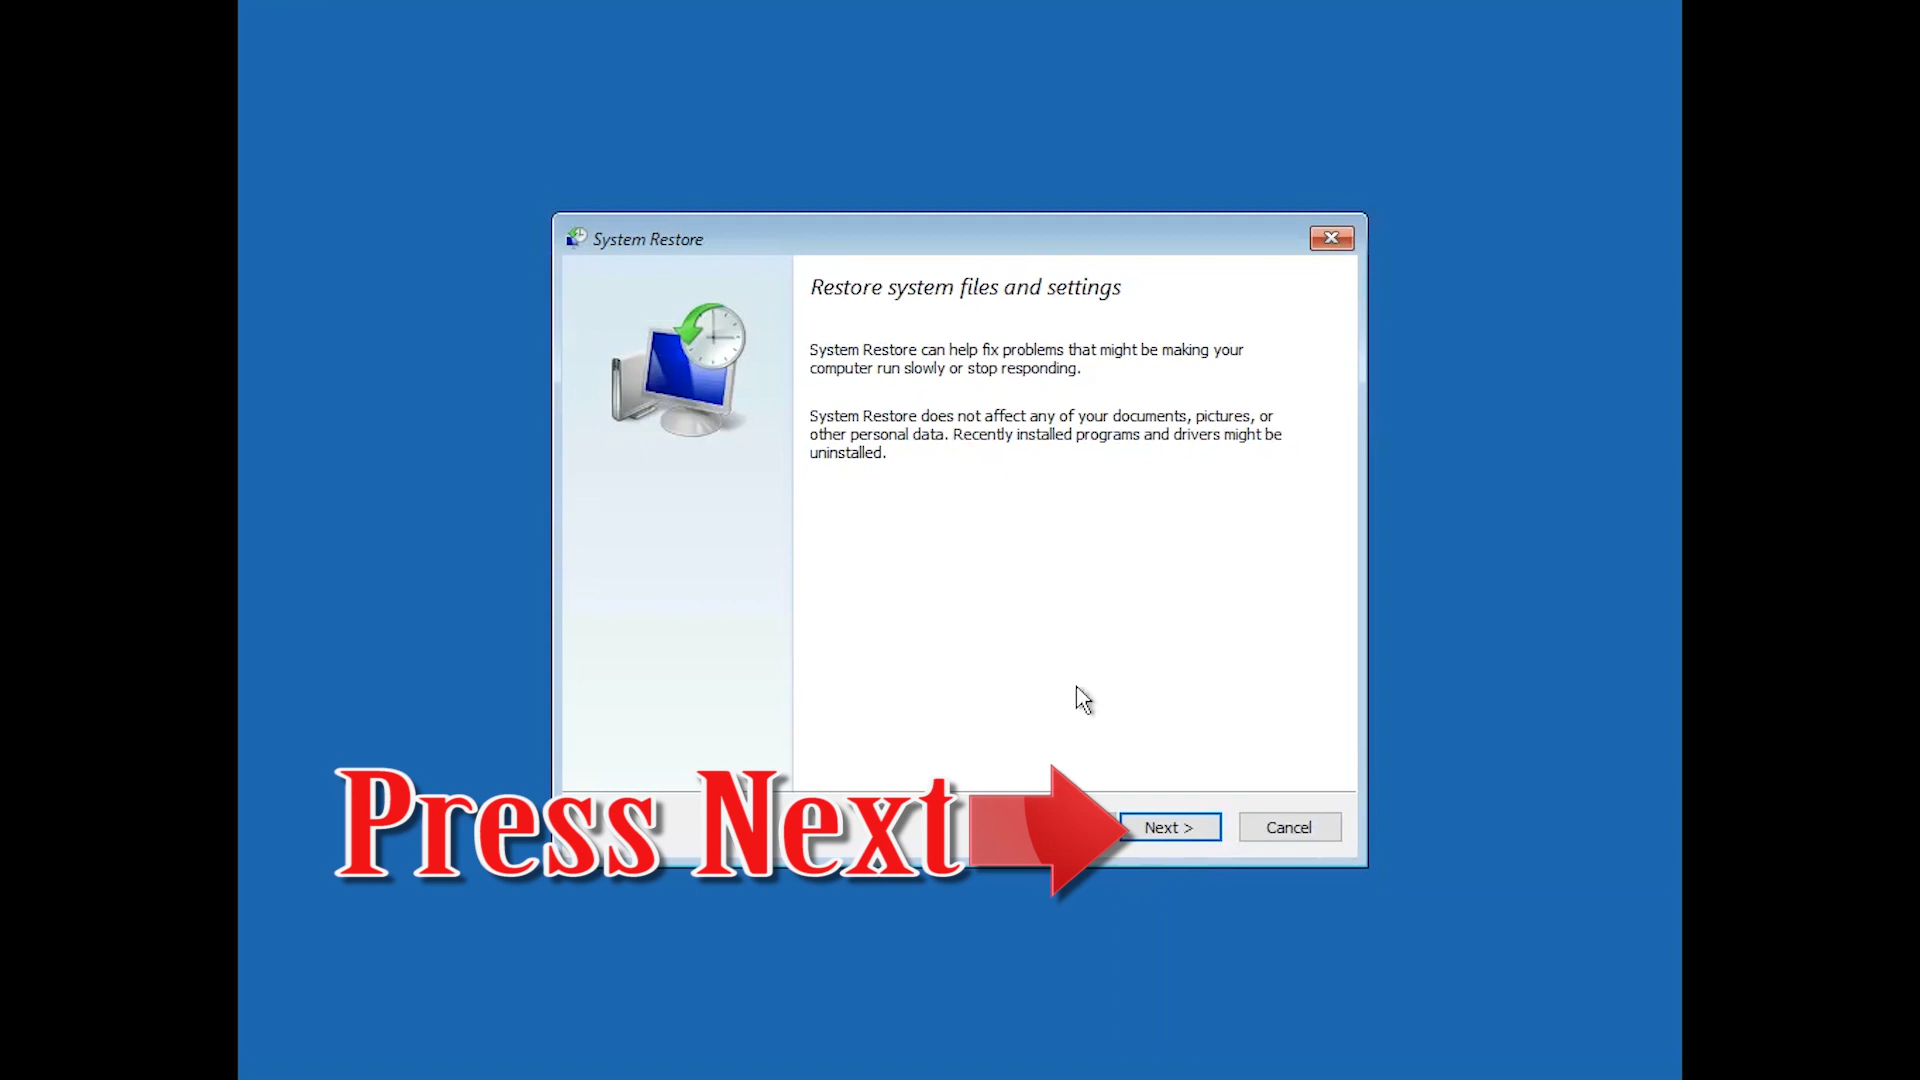 System Restore
Restore system files and settings
System Restore can help fix problems that might be making your
computer run slowly or stop responding.
System Restore does not affect any of your documents, pictures, or
other personal data. Recently installed programs and drivers might be
uninstalled.
Press Next
Next >
Cancel